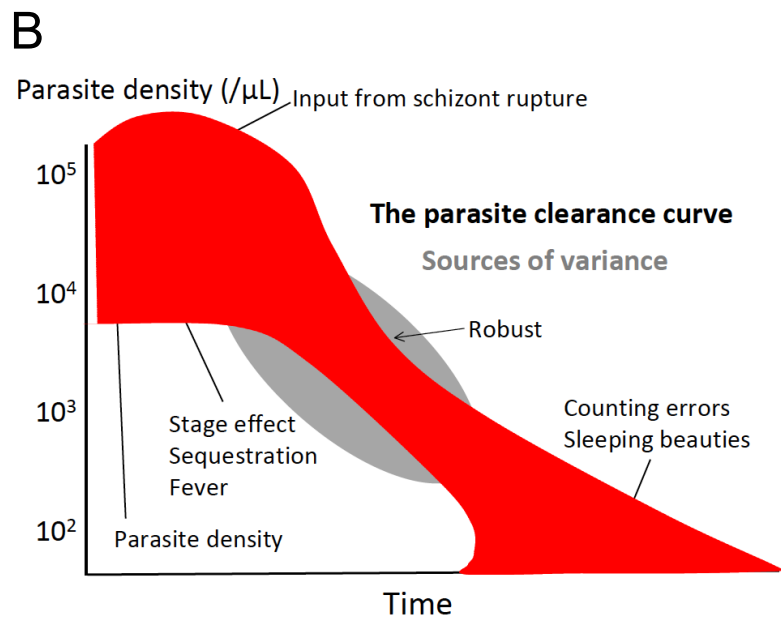 B
Parasite density (/µL)
Input from schizont rupture
10⁵
The parasite clearance curve
Sources of variance
10⁴
Robust
10³
Counting errors
Sleeping beauties
Stage effect
Sequestration
Fever
10²
Parasite density
Time